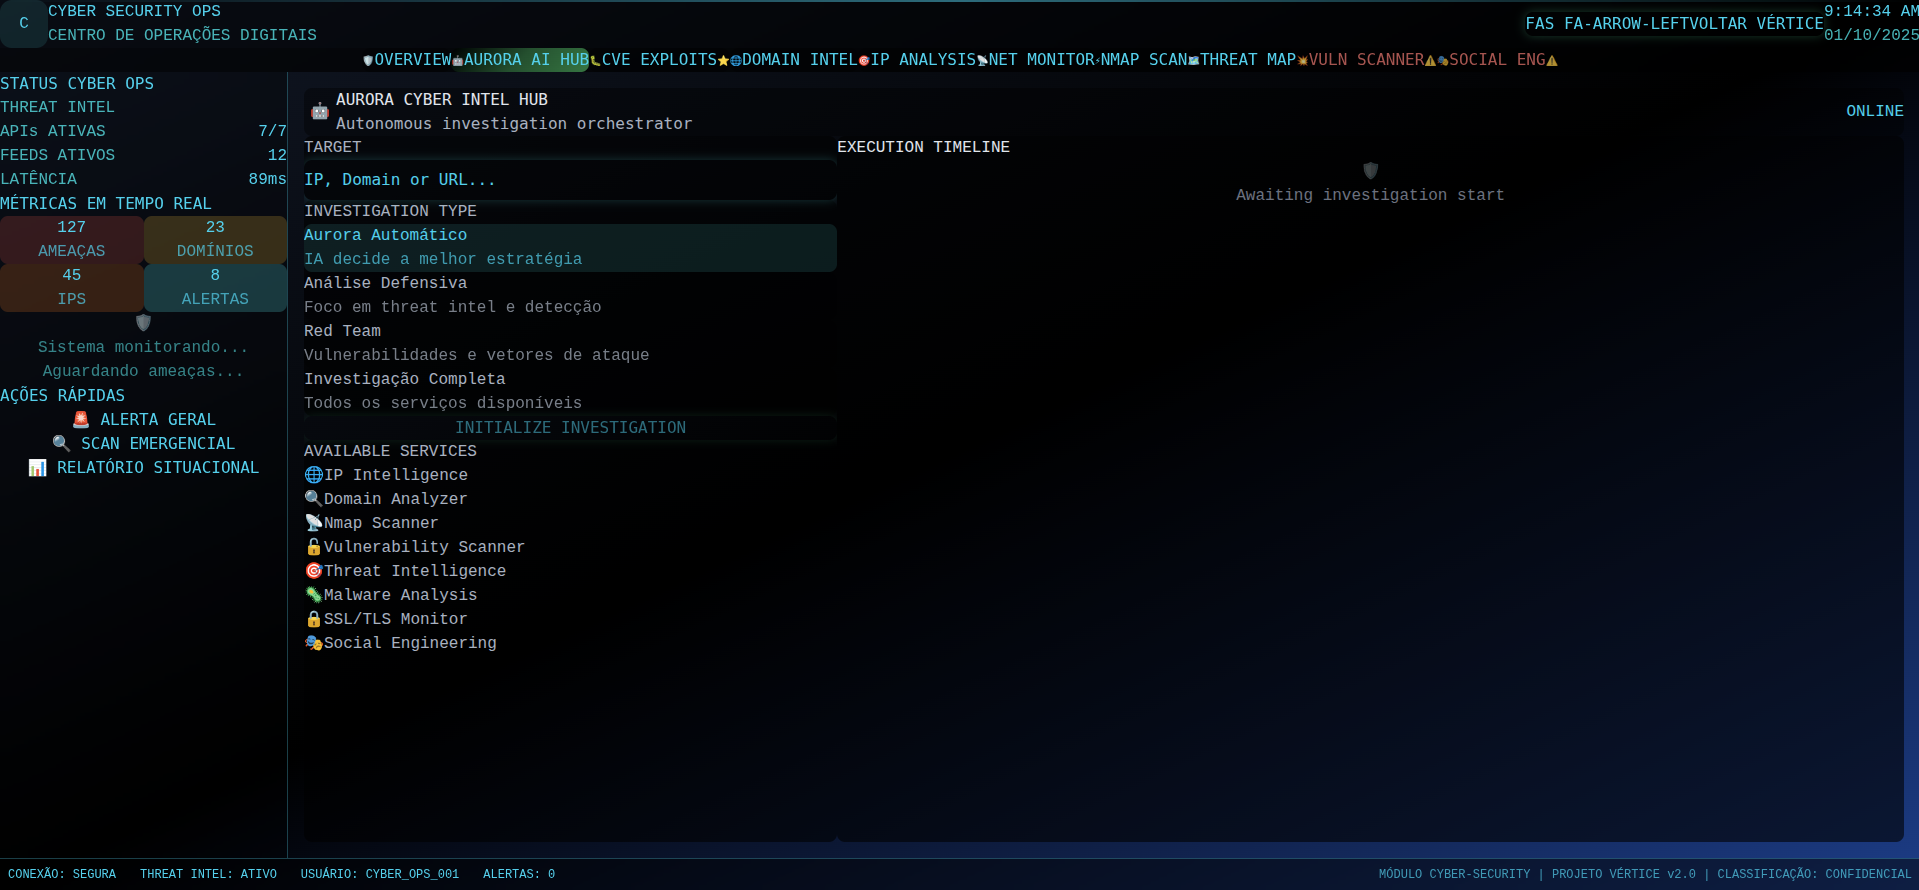 C
CYBER SECURITY OPS
CENTRO DE OPERAÇÕES DIGITAIS
FAS FA-ARROW-LEFTVOLTAR VÉRTICE
9:14:34 AM
01/10/2025
OVERVIEW AURORA AI HUB CVE EXPLOITS DOMAIN INTEL IP ANALYSIS NET MONITOR NMAP SCAN THREAT MAP VULN SCANNER SOCIAL ENG
STATUS CYBER OPS
THREAT INTEL
APIs ATIVAS 7/7
FEEDS ATIVOS 12
LATÊNCIA 89ms
MÉTRICAS EM TEMPO REAL
127 23
AMEAÇAS DOMÍNIOS
45 8
IPS ALERTAS
Sistema monitorando...
Aguardando ameaças...
AÇÕES RÁPIDAS
ALERTA GERAL
SCAN EMERGENCIAL
RELATÓRIO SITUACIONAL
AURORA CYBER INTEL HUB
Autonomous investigation orchestrator
ONLINE
TARGET
IP, Domain or URL...
INVESTIGATION TYPE
Aurora Automático
IA decide a melhor estratégia
Análise Defensiva
Foco em threat intel e detecção
Red Team
Vulnerabilidades e vetores de ataque
Investigação Completa
Todos os serviços disponíveis
INITIALIZE INVESTIGATION
AVAILABLE SERVICES
IP Intelligence
Domain Analyzer
Nmap Scanner
Vulnerability Scanner
Threat Intelligence
Malware Analysis
SSL/TLS Monitor
Social Engineering
EXECUTION TIMELINE
Awaiting investigation start
CONEXÃO: SEGURA THREAT INTEL: ATIVO USUÁRIO: CYBER_OPS_001 ALERTAS: 0
MÓDULO CYBER-SECURITY | PROJETO VÉRTICE v2.0 | CLASSIFICAÇÃO: CONFIDENCIAL